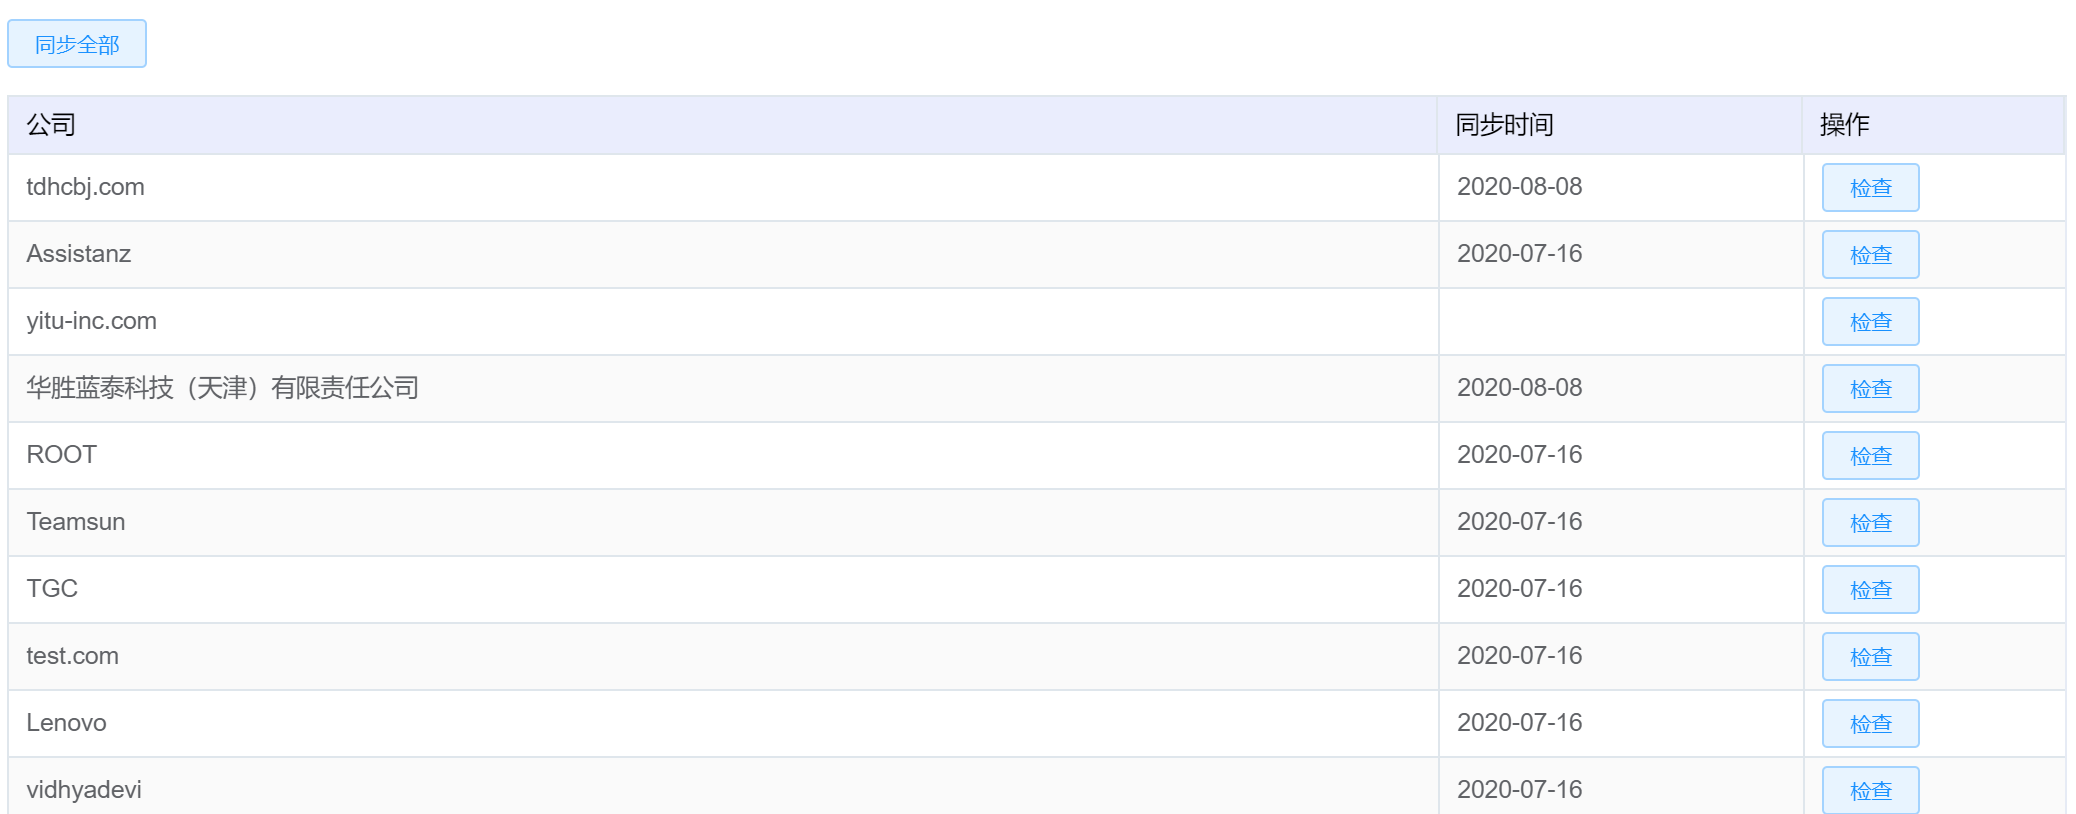 同步全部
公司 同步时间 操作
tdhcbj.com 2020-08-08 检查
Assistanz 2020-07-16 检查
yitu-inc.com 检查
华胜蓝泰科技（天津）有限责任公司 2020-08-08 检查
ROOT 2020-07-16 检查
Teamsun 2020-07-16 检查
TGC 2020-07-16 检查
test.com 2020-07-16 检查
Lenovo 2020-07-16 检查
vidhyadevi 2020-07-16 检查